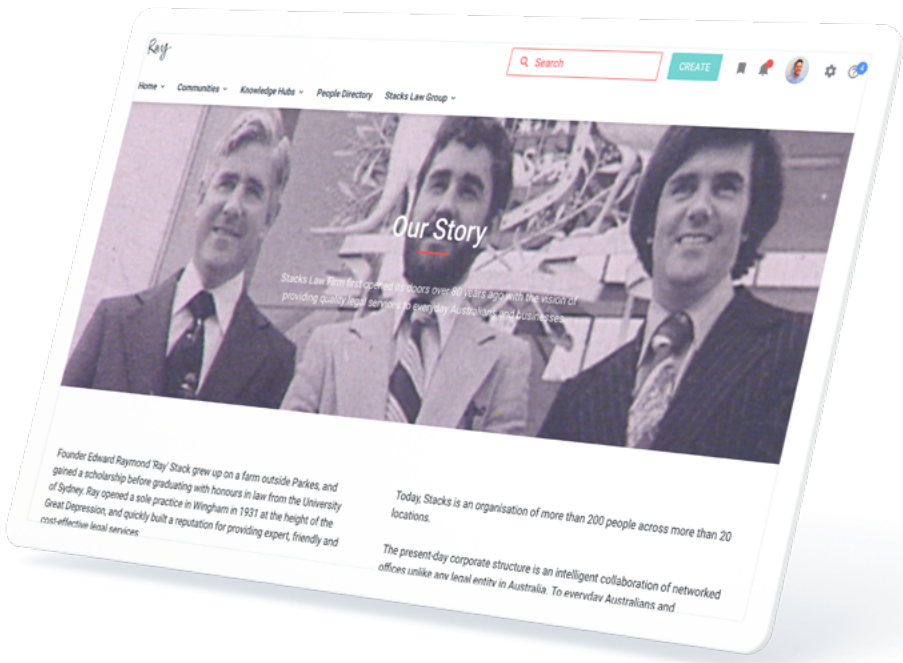 Ray
Search
CREATE
4
Home
Communities
Knowledge Hubs
People Directory
Stacks Law Group
Our Story
Stacks Law Firm first opened its doors over 80 years ago with the vision of
providing quality legal services to everyday Australians and businesses.
Founder Edward Raymond 'Ray' Stack grew up on a farm outside Parkes, and
gained a scholarship before graduating with honours in law from the University
of Sydney. Ray opened a sole practice in Wingham in 1931 at the height of the
Great Depression, and quickly built a reputation for providing expert, friendly and
cost-effective legal services
Today, Stacks is an organisation of more than 200 people across more than 20
locations.
The present-day corporate structure is an intelligent collaboration of networked
offices unlike any legal entity in Australia. To everyday Australians and